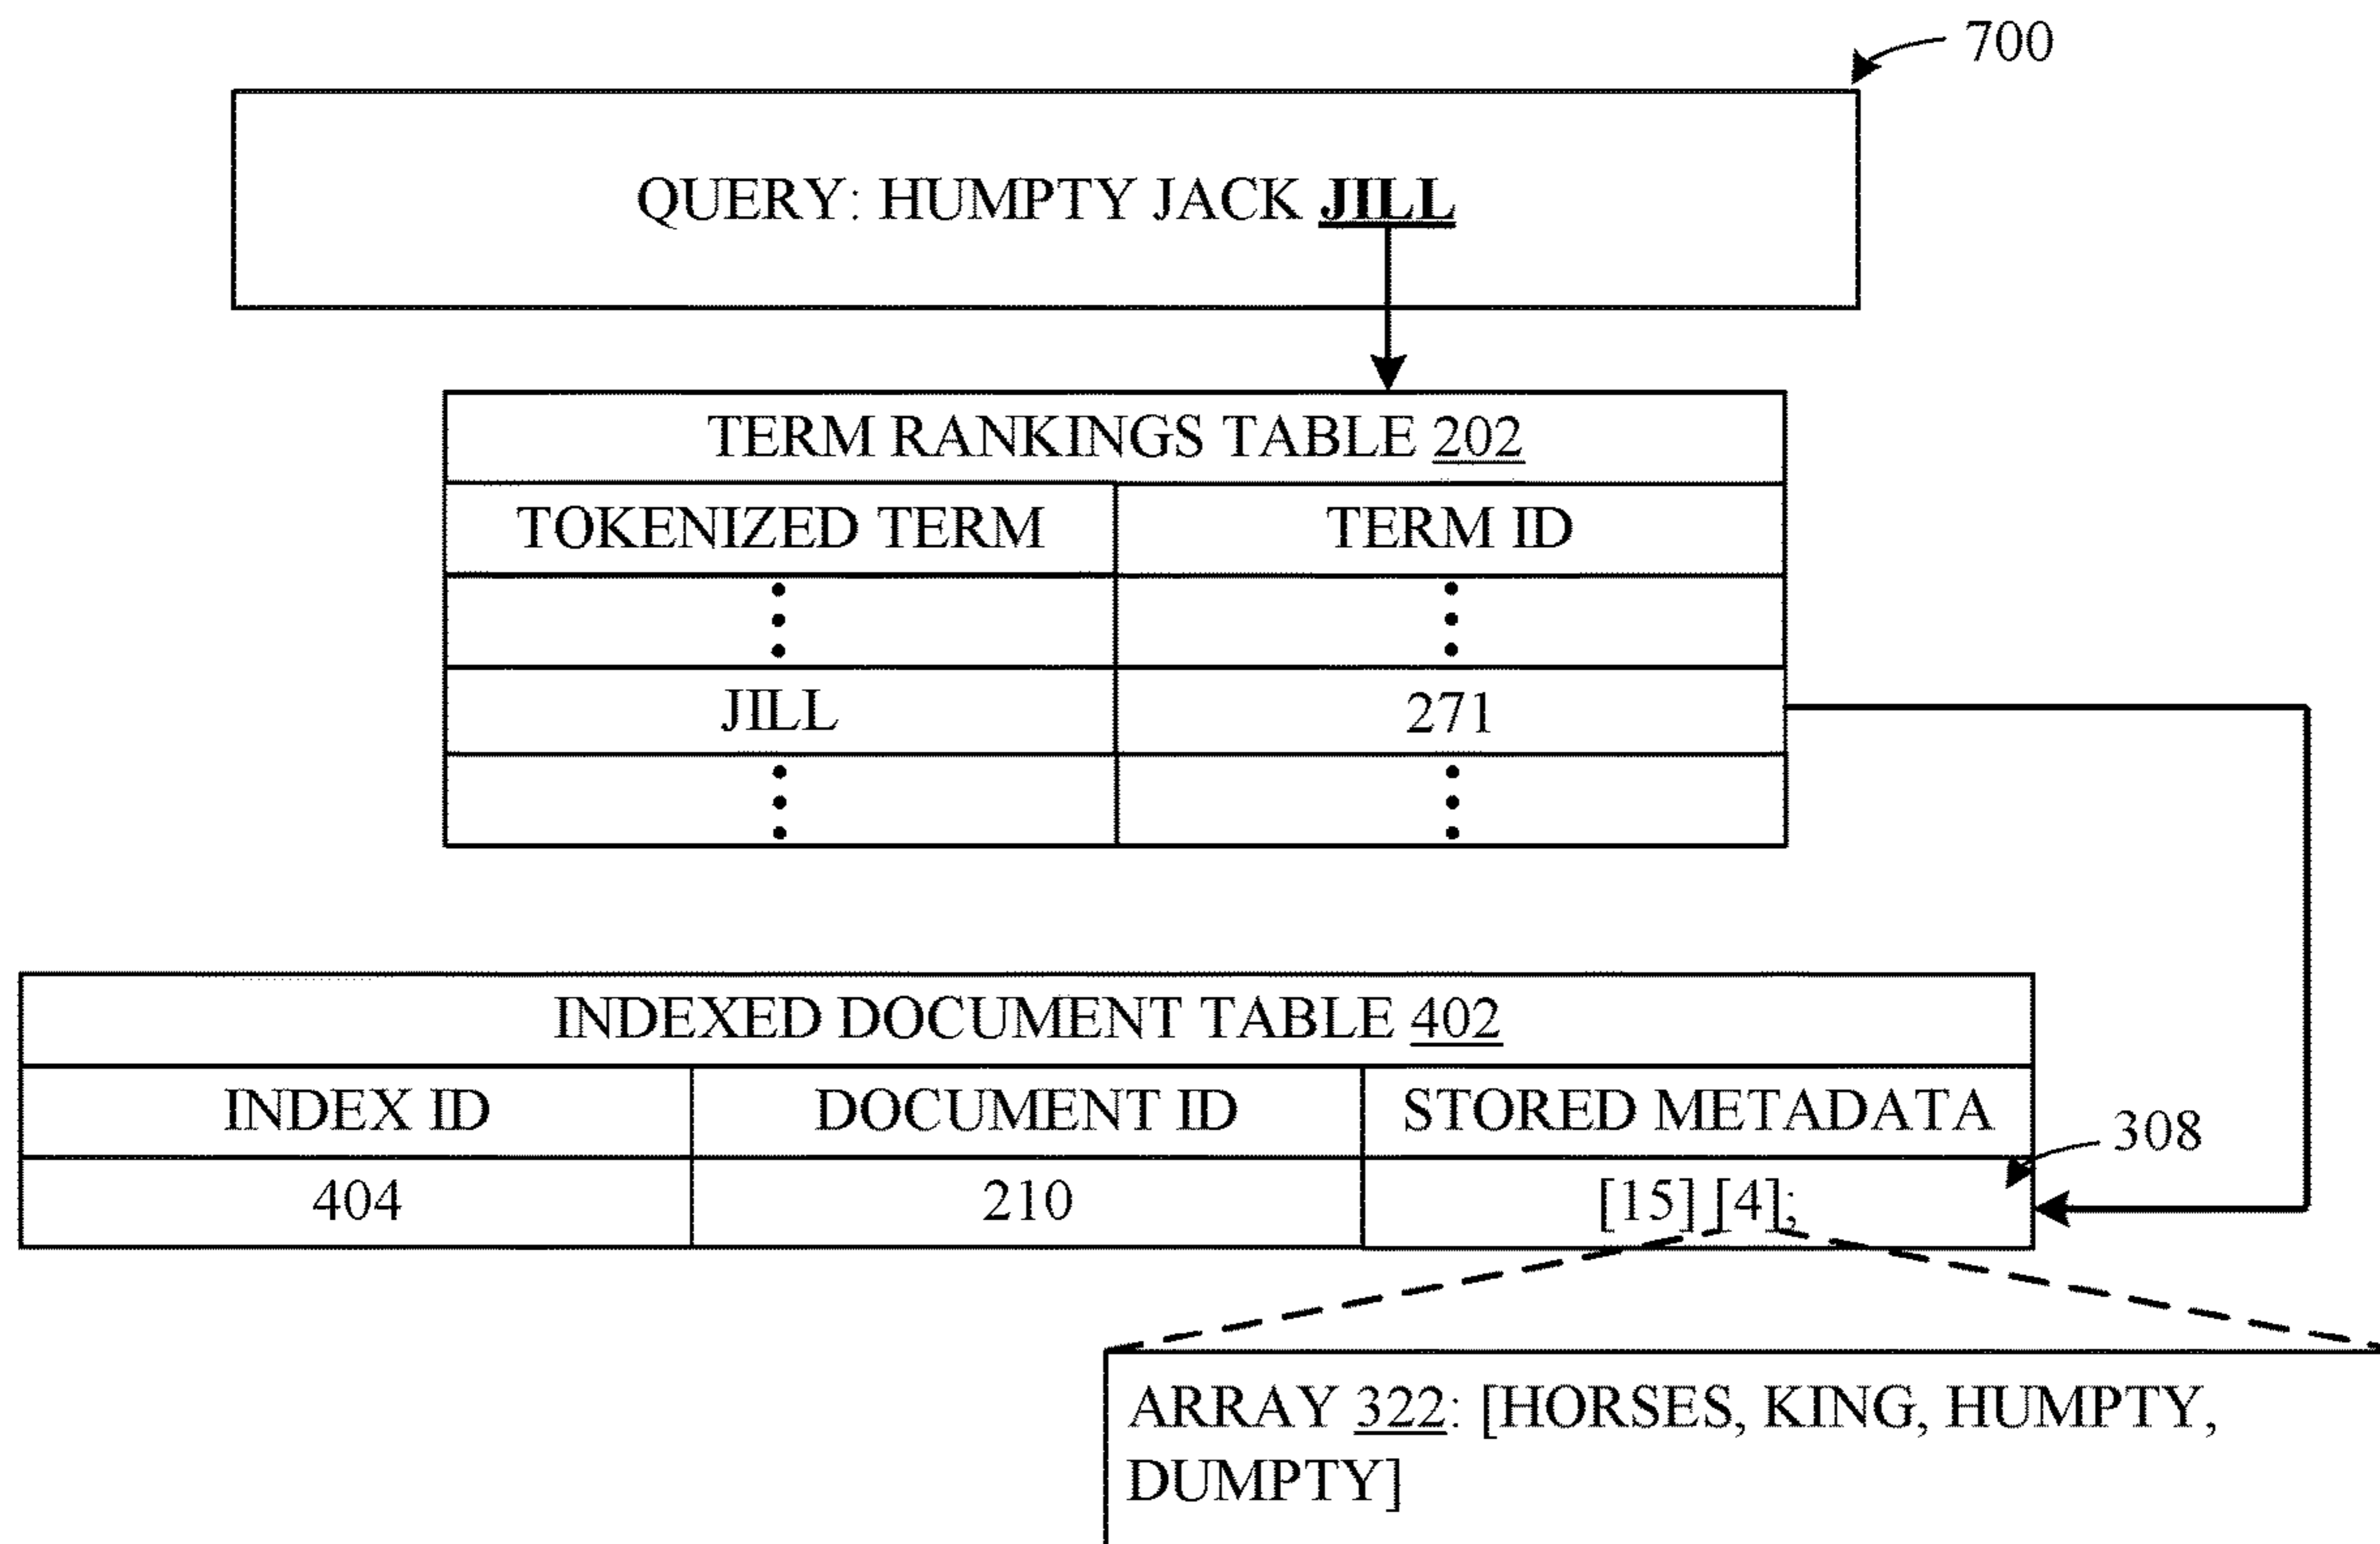 700
QUERY: HUMPTY JACK JILL
TERM RANKINGS TABLE 202
TOKENIZED TERM TERM ID
JILL 271
INDEXED DOCUMENT TABLE 402
INDEX ID DOCUMENT ID STORED METADATA
308
404 210 [15] [4];
ARRAY 322: [HORSES, KING, HUMPTY,
DUMPTY]